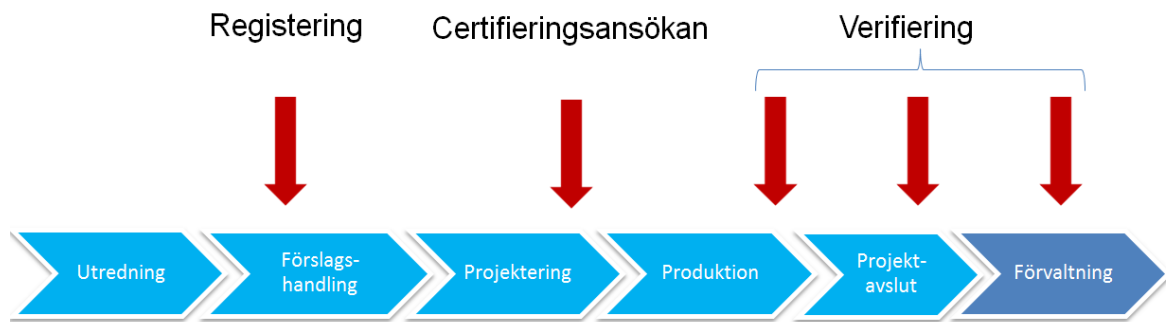 Registering
Certifieringsansökan
Verifiering
Utredning
Förslags-
handling
Projektering
Produktion
Projekt-
avslut
Förvaltning